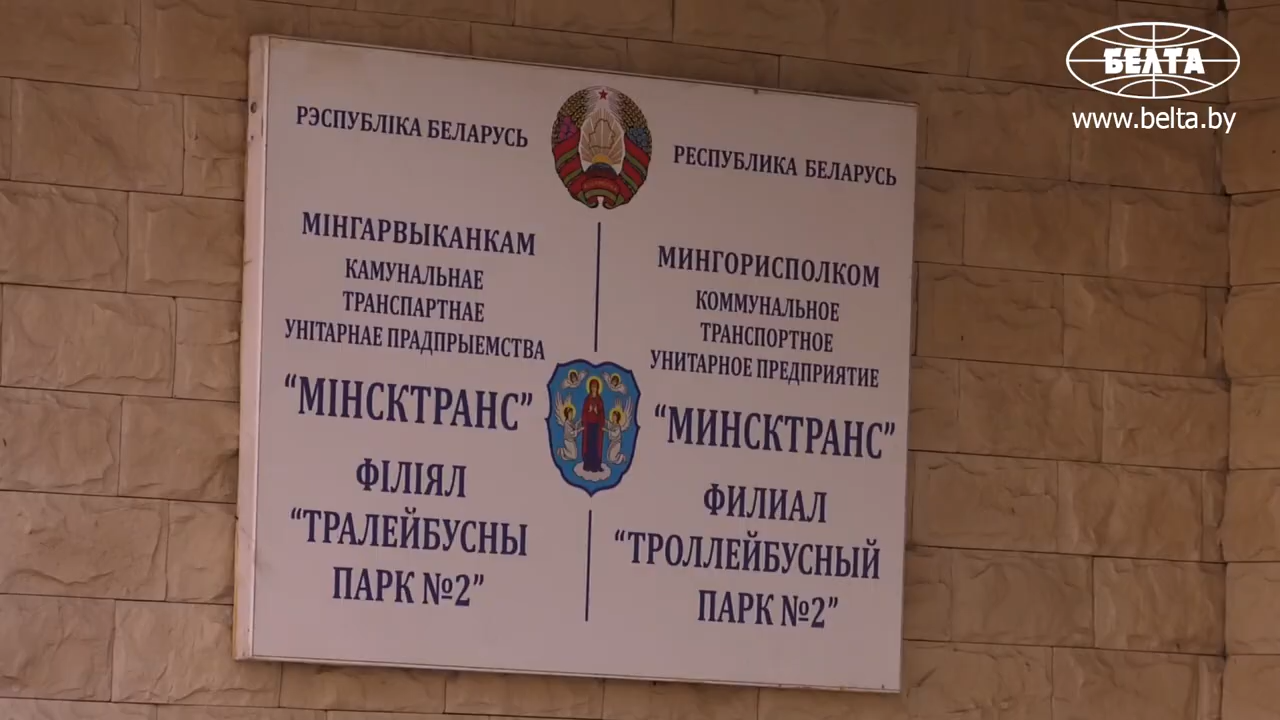 БЕЛТА
www.belta.by
РЭСПУБЛІКА БЕЛАРУСЬ
МІНГАРВЫКАНКАМ
КАМУНАЛЬНАЕ
ТРАНСПАРТНАЕ
УНІТАРНАЕ ПРАДПРЫЕМСТВА
“МІНСКТРАНС”
ФІЛІЯЛ
“ТРАЛЕЙБУСНЫ
ПАРК №2”
РЕСПУБЛИКА БЕЛАРУСЬ
МИНГОРИСПОЛКОМ
КОММУНАЛЬНОЕ
ТРАНСПОРТНОЕ
УНИТАРНОЕ ПРЕДПРИЯТИЕ
“МИНСКТРАНС”
ФИЛИАЛ
“ТРОЛЛЕЙБУСНЫЙ
ПАРК №2”